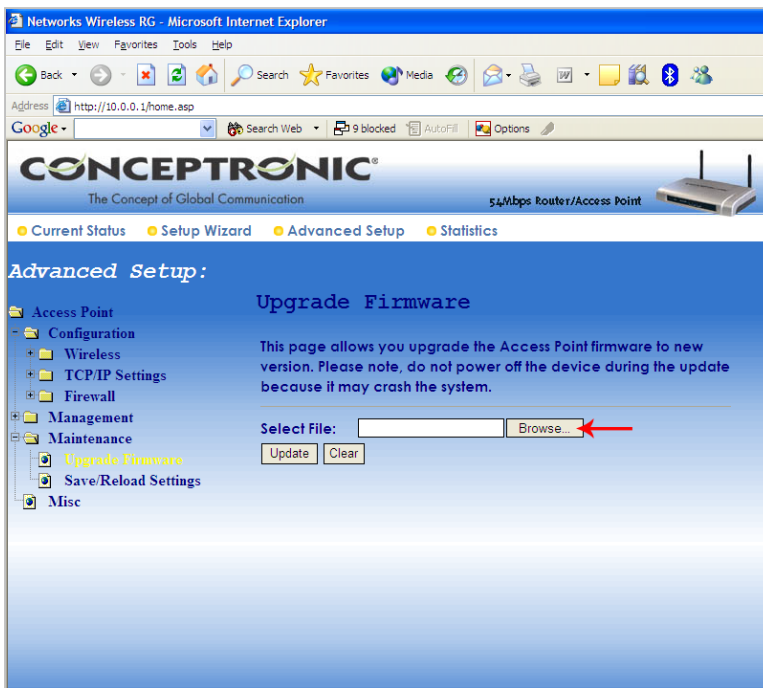 Networks Wireless RG - Microsoft Internet Explorer
File Edit View Favorites Tools Help
Back Search Favorites Media
Address http://10.0.0.1/home.asp
Google Search Web 9 blocked AutoFill Options
CONCEPTRONIC®
The Concept of Global Communication
54Mbps Router/Access Point
Current Status Setup Wizard Advanced Setup Statistics
Advanced Setup:
Access Point
Configuration
Wireless
TCP/IP Settings
Firewall
Management
Maintenance
Upgrade Firmware
Save/Reload Settings
Misc
Upgrade Firmware
This page allows you upgrade the Access Point firmware to new
version. Please note, do not power off the device during the update
because it may crash the system.
Select File: Browse...
Update Clear